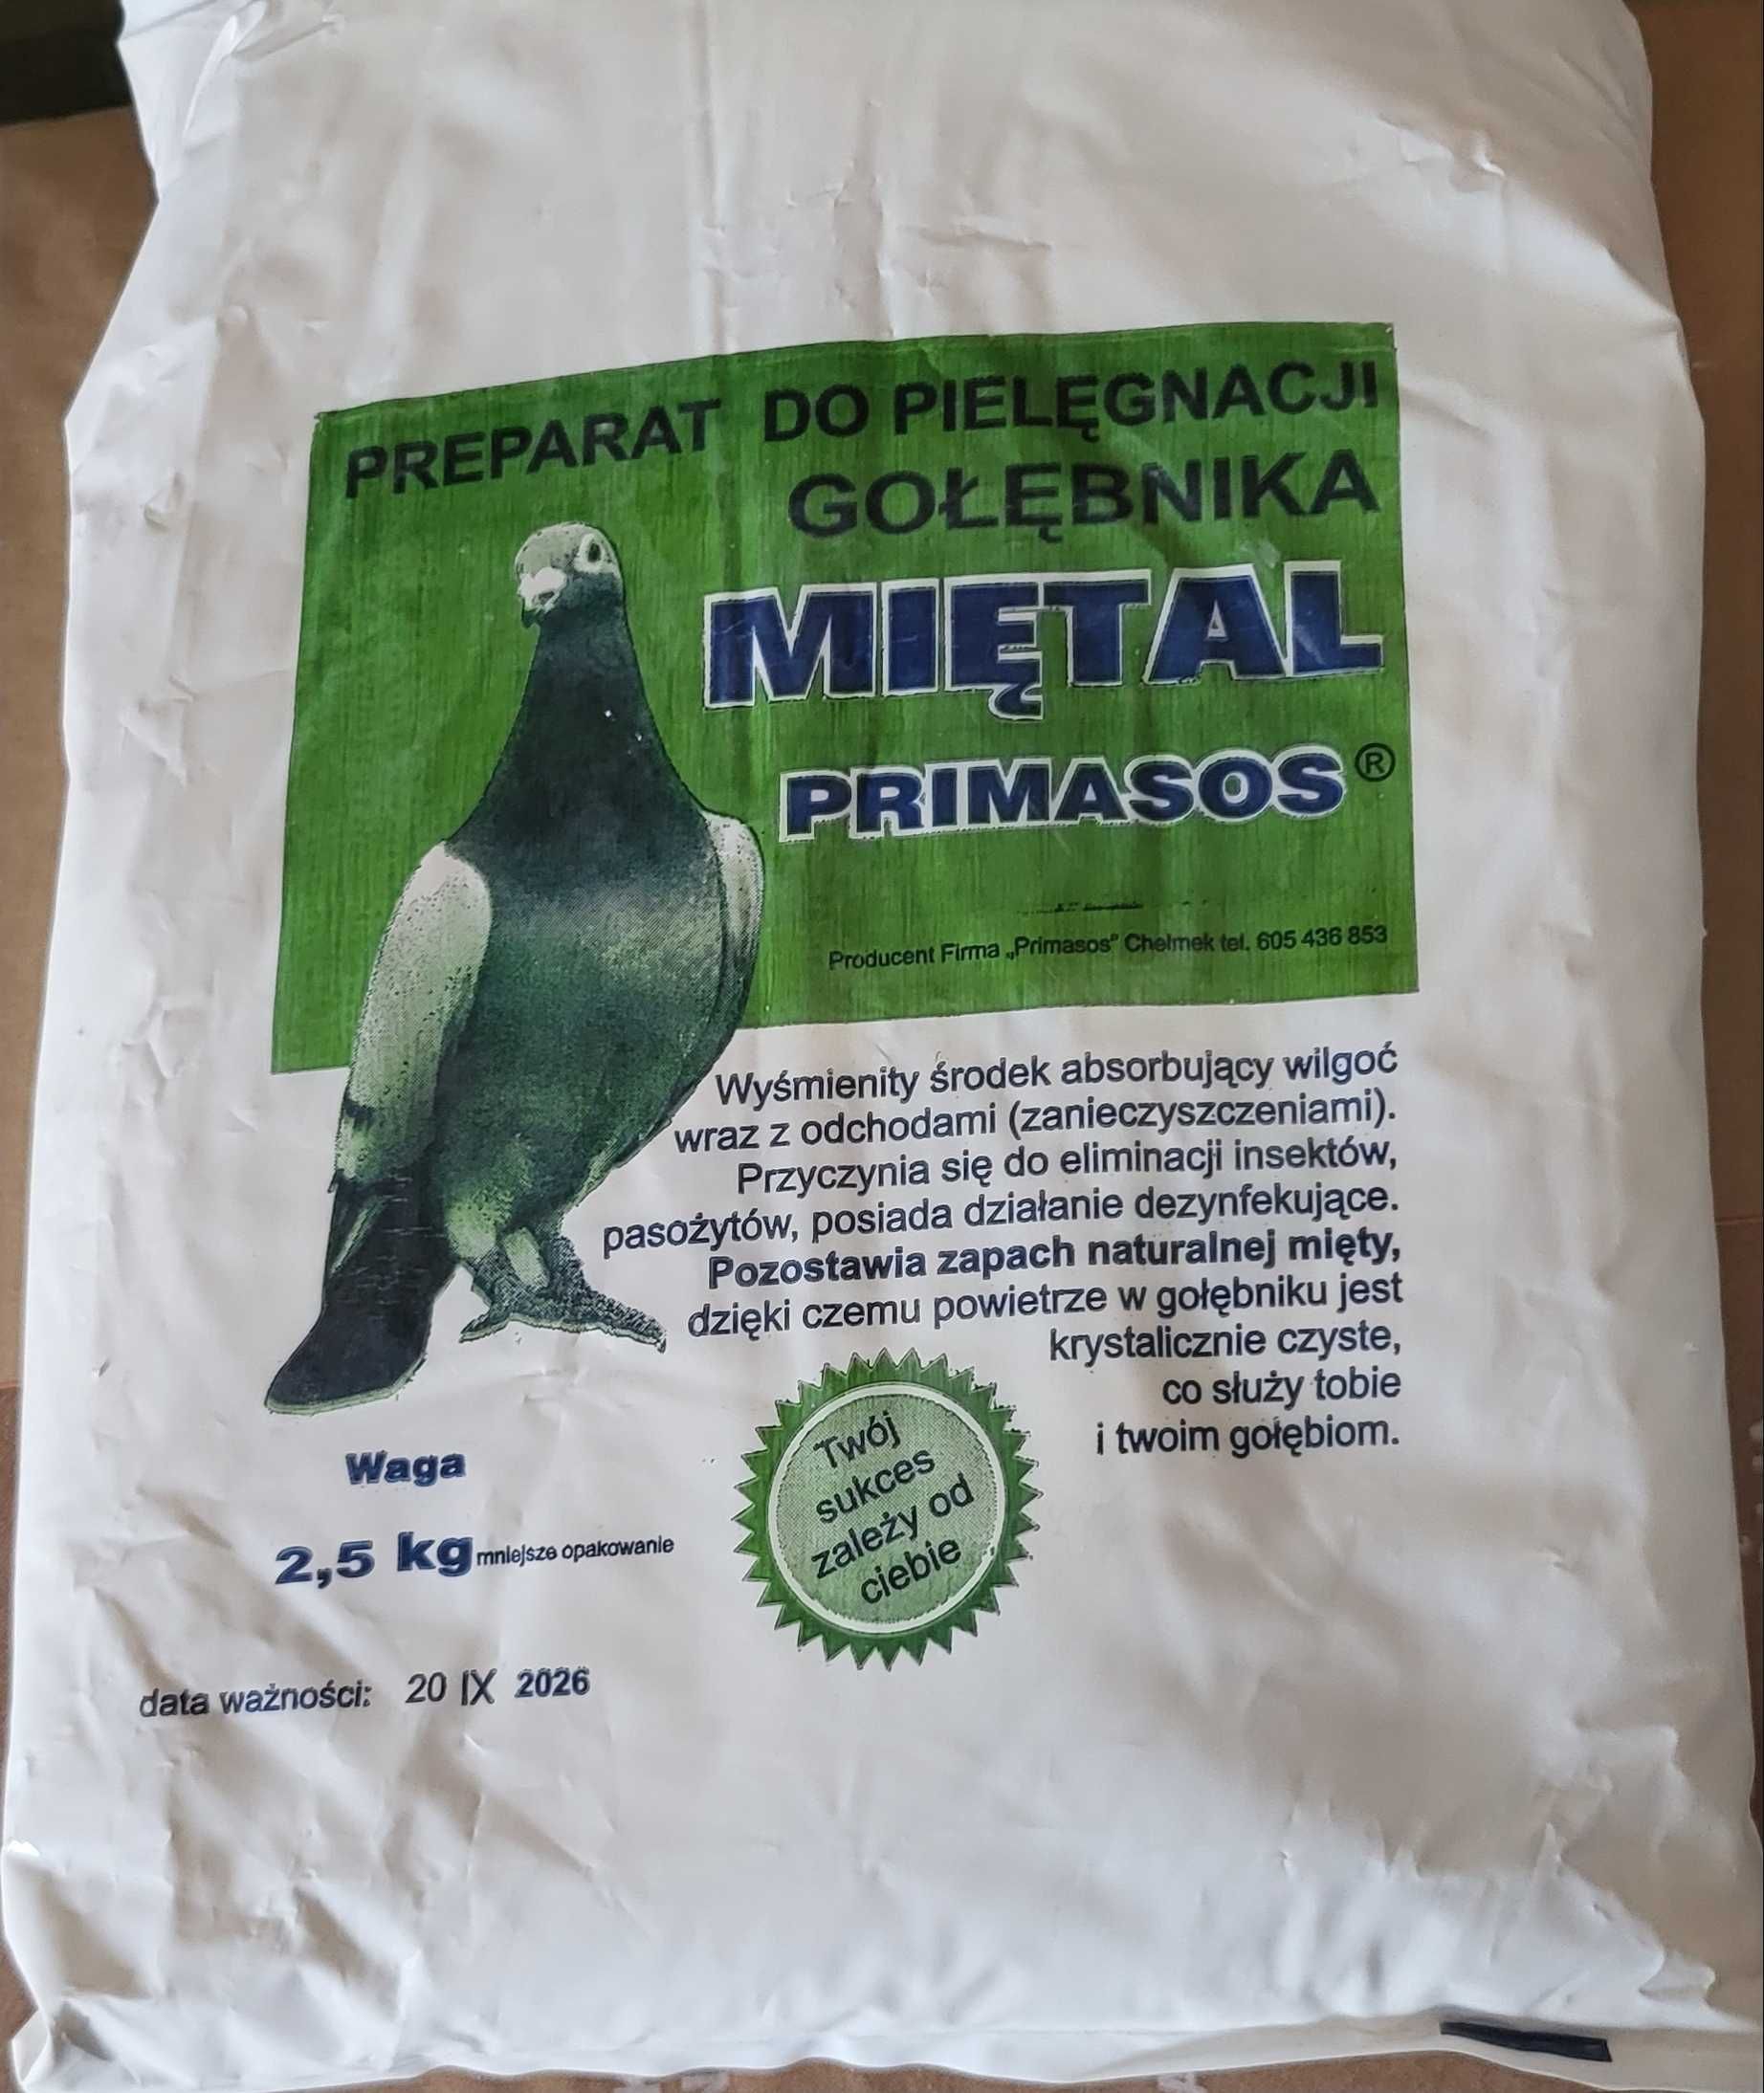 PREPARAT DO PIELĘGNACJI
GOŁĘBNIKA
MIĘTAL
PRIMASOS®
Producent Firma „Primasos" Chełmek tel. 605 436 853
Wyśmienity środek absorbujący wilgoć
wraz z odchodami (zanieczyszczeniami).
Przyczynia się do eliminacji insektów,
pasożytów, posiada działanie dezynfekujące.
Pozostawia zapach naturalnej mięty,
dzięki czemu powietrze w gołębniku jest
krystalicznie czyste,
co służy tobie
i twoim gołębiom.
Twój
sukces
zależy od
ciebie
Waga
2,5 kg mniejsze opakowanie
data ważności: 20 IX 2026